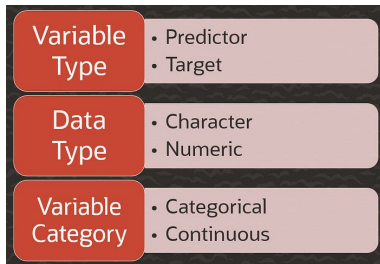 Variable
Type
• Predictor
• Target
Data
Type
• Character
• Numeric
Variable
Category
• Categorical
• Continuous